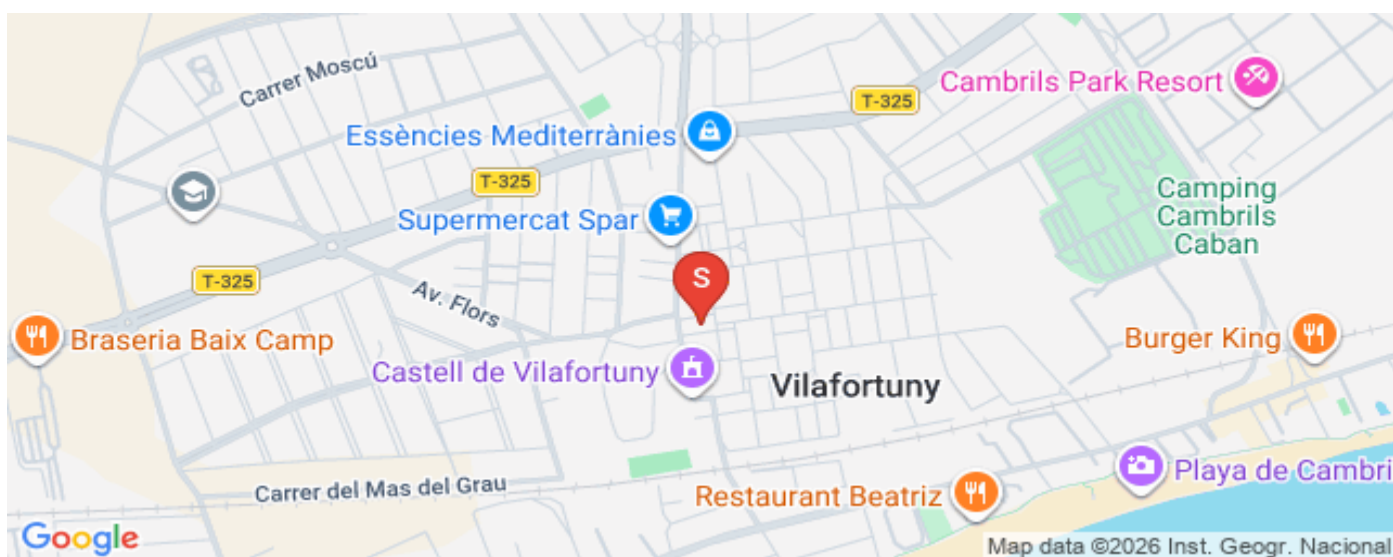 Carrer Moscú
Cambrils Park Resort
T-325
Essències Mediterrànies
T-325
Camping
Cambrils
Caban
Supermercat Spar
S
T-325
Av. Flors
Braseria Baix Camp
Burger King
Castell de Vilafortuny
Vilafortuny
Playa de Cambri
Carrer del Mas del Grau
Restaurant Beatriz
Google
Map data ©2026 Inst. Geogr. Nacional